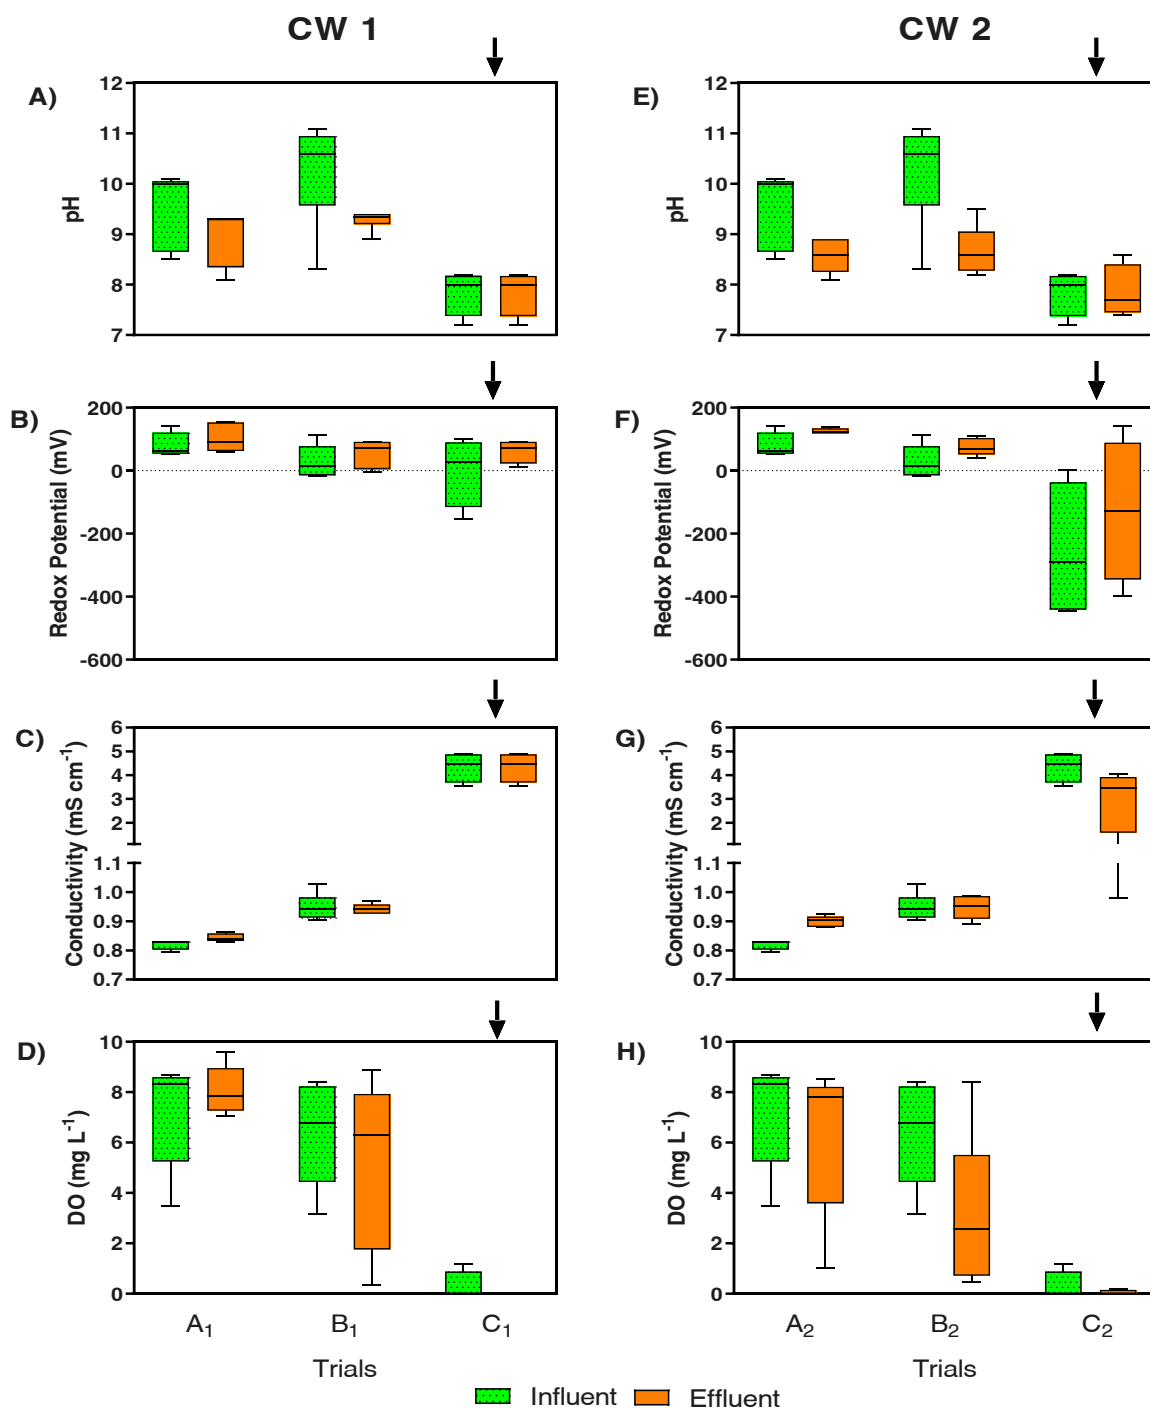 CW 1
CW 2
A)
pH
12
11
10
9
8
7
E)
pH
12
11
10
9
8
7
B)
Redox Potential (mV)
200
0
-200
-400
-600
F)
Redox Potential (mV)
200
0
-200
-400
-600
C)
Conductivity (mS cm⁻¹)
6
5
4
3
2
1.1
1.0
0.9
0.8
0.7
G)
Conductivity (mS cm⁻¹)
6
5
4
3
2
1.1
1.0
0.9
0.8
0.7
D)
DO (mg L⁻¹)
10
8
6
4
2
0
H)
DO (mg L⁻¹)
10
8
6
4
2
0
A₁ B₁ C₁
A₂ B₂ C₂
Trials
Trials
Influent Effluent